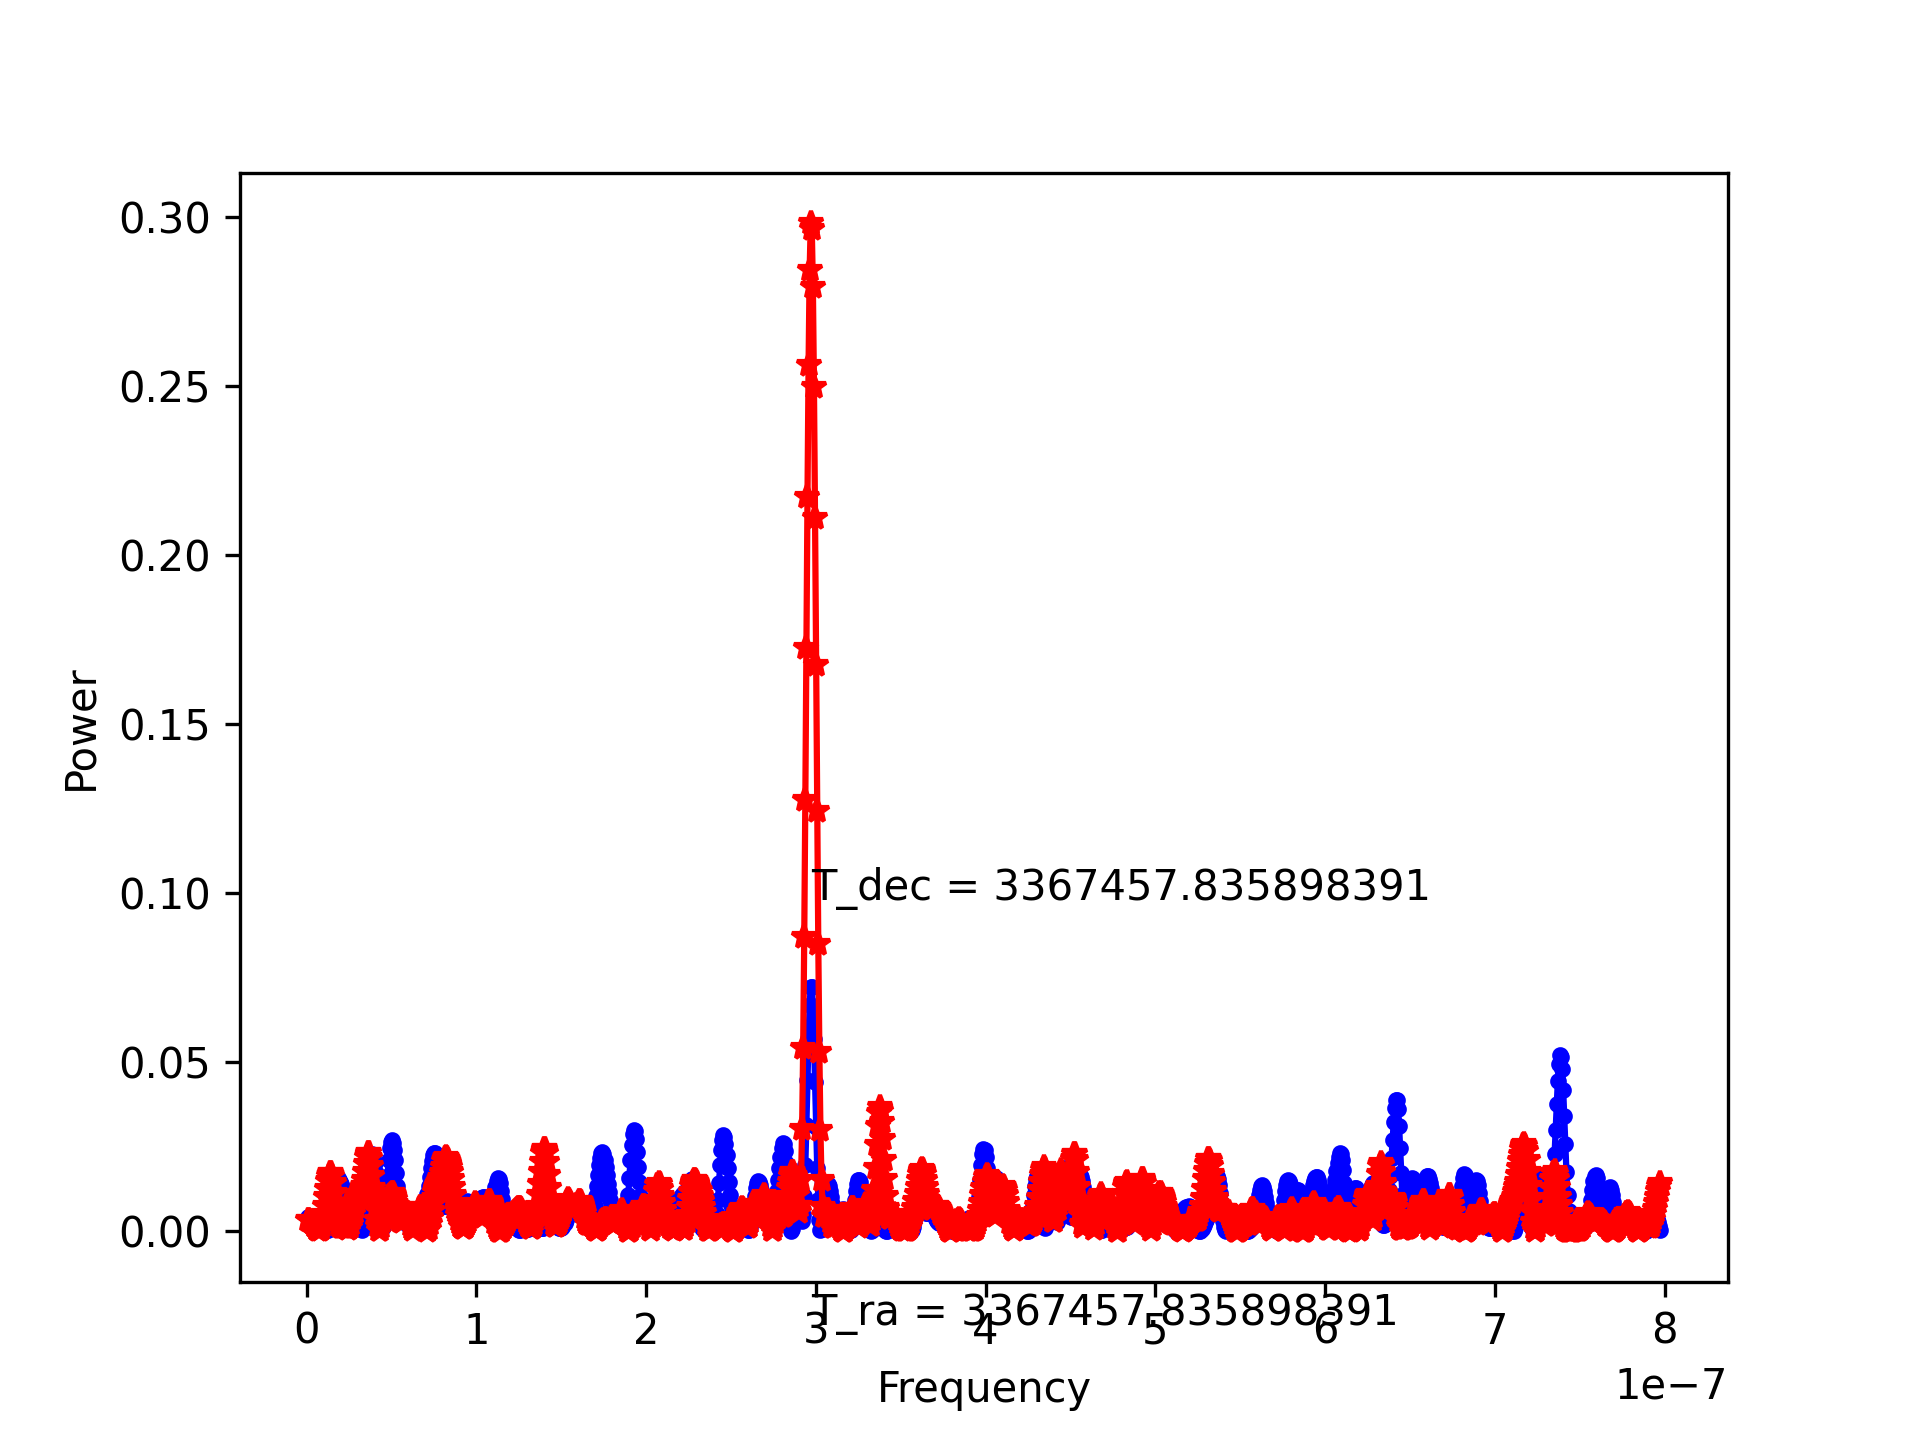 0.30
0.25
0.20
0.15
0.10
0.05
0.00
Power
T_dec = 3367457.835898391
T_ra = 3367457.835898391
0 1 2 3 4 5 6 7 8
Frequency
1e−7